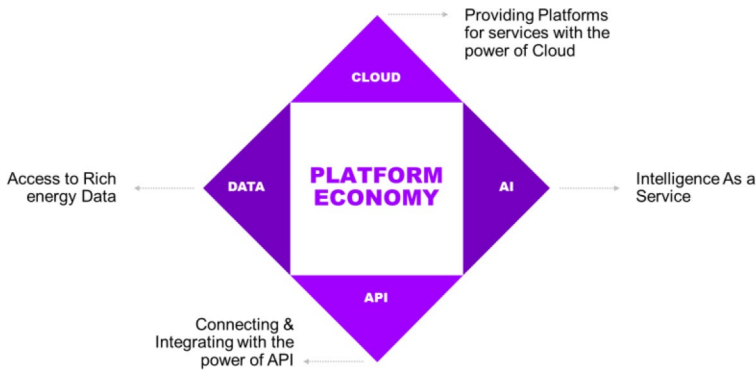 Providing Platforms
for services with the
power of Cloud
CLOUD
Access to Rich
energy Data
DATA
PLATFORM
ECONOMY
AI
Intelligence As a
Service
API
Connecting &
Integrating with the
power of API